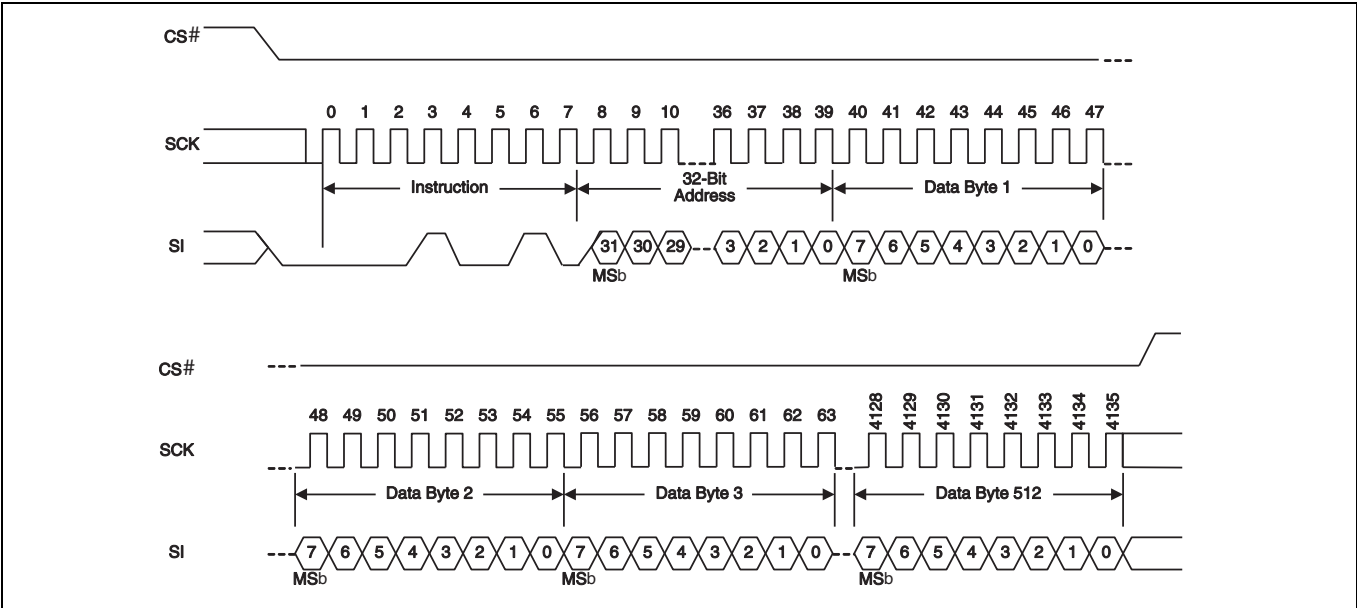 CS#
0 1 2 3 4 5 6 7 8 9 10 36 37 38 39 40 41 42 43 44 45 46 47
SCK
Instruction
32-Bit
Address
Data Byte 1
SI
31 30 29 3 2 1 0 7 6 5 4 3 2 1 0
MSb MSb
CS#
48 49 50 51 52 53 54 55 56 57 58 59 60 61 62 63 4128 4129 4130 4131 4132 4133 4134 4135
SCK
Data Byte 2 Data Byte 3 Data Byte 512
SI
7 6 5 4 3 2 1 0 7 6 5 4 3 2 1 0 7 6 5 4 3 2 1 0
MSb MSb MSb